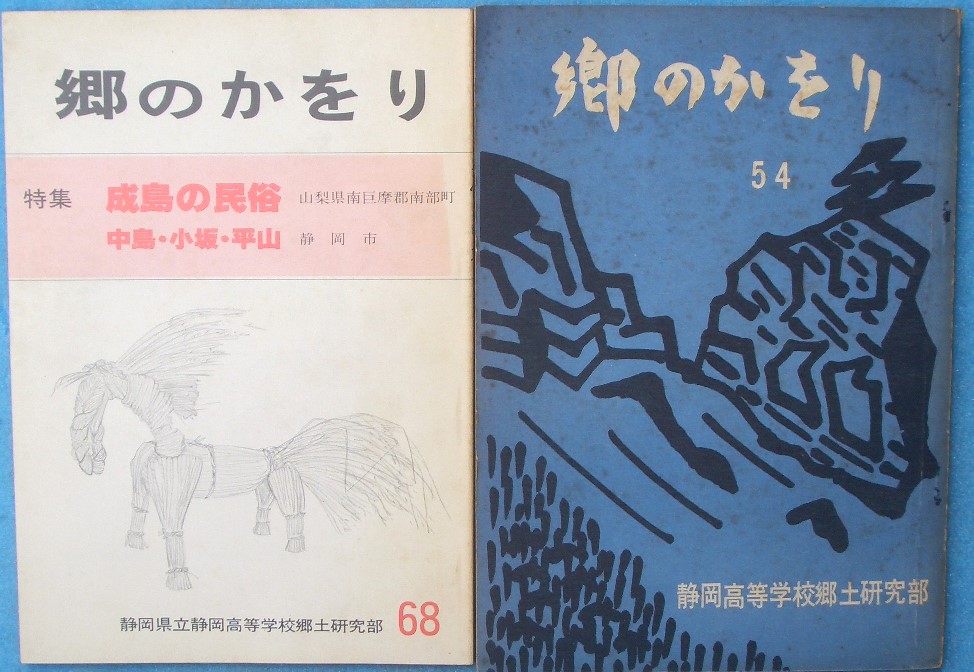 郷のかをり
特集 成島の民俗 山梨県南巨摩郡南部町
中島・小坂・平山 静岡市
静岡県立静岡高等学校郷土研究部 68
郷のかをり
54
静岡高等学校郷土研究部